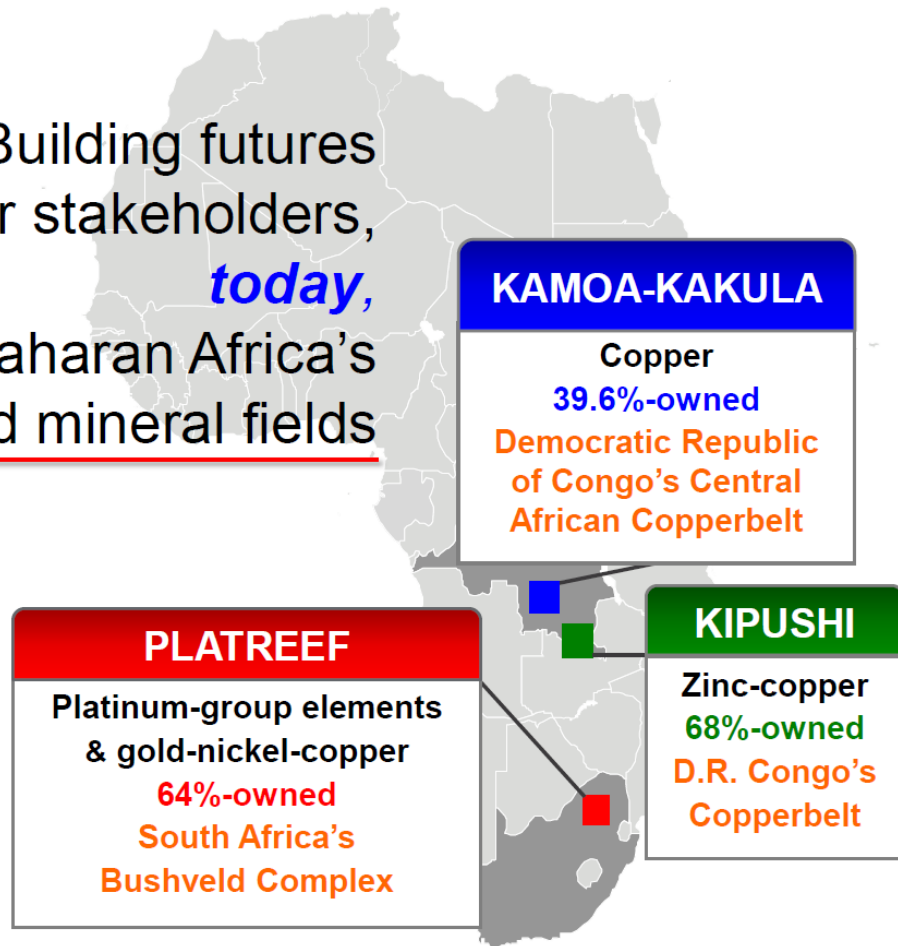 Building futures
r stakeholders,
today,
aharan Africa's
d mineral fields
KAMOA-KAKULA
Copper
39.6%-owned
Democratic Republic
of Congo's Central
African Copperbelt
PLATREEF
Platinum-group elements
& gold-nickel-copper
64%-owned
South Africa's
Bushveld Complex
KIPUSHI
Zinc-copper
68%-owned
D.R. Congo's
Copperbelt